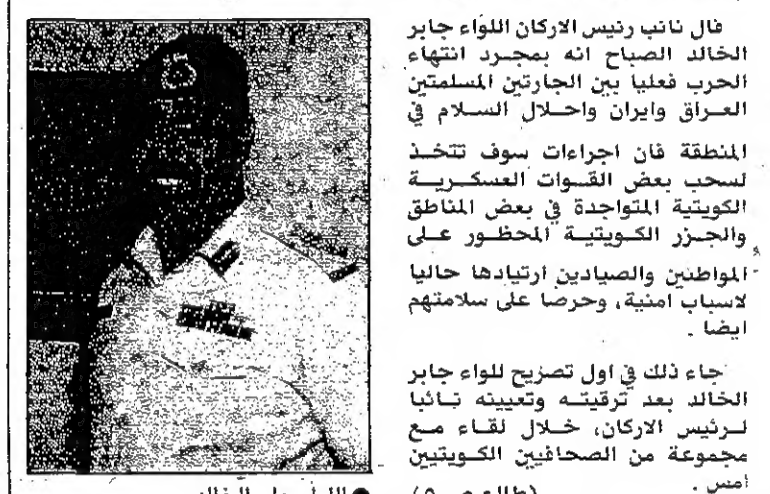 قال نائب رئيس الاركان اللواء جابر
الخالد الصباح انه بمجرد انتهاء
الحرب فعليا بين الجارتين المسلمتين
العراق وايران واحلال السلام في
المنطقة فان اجراءات سوف تتخذ
لسحب بعض القوات العسكرية
الكويتية المتواجدة في بعض المناطق
والجزر الكويتية المحظور على
المواطنين والصيادين ارتيادها حاليا
لاسباب امنية، وحرصا على سلامتهم
ايضا .
جاء ذلك في اول تصريح للواء جابر
الخالد بعد ترقيته وتعيينه نائبا
لرئيس الاركان، خلال لقاء مع
مجموعة من الصحافيين الكويتيين
امس .